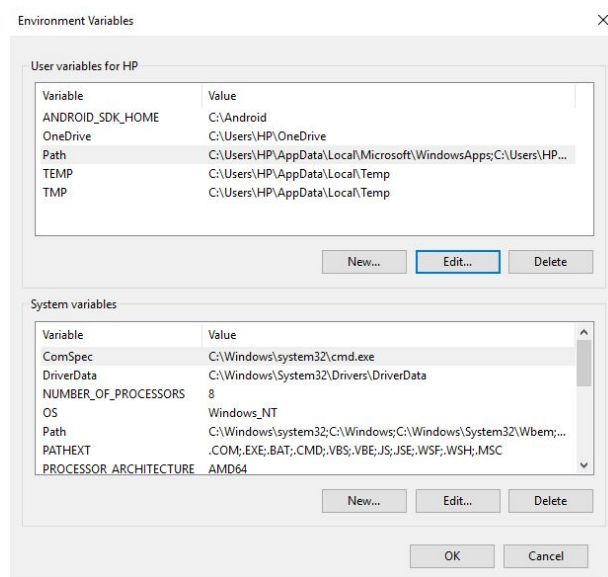 Environment Variables
User variables for HP
Variable Value
ANDROID_SDK_HOME C:\Android
OneDrive C:\Users\HP\OneDrive
Path C:\Users\HP\AppData\Local\Microsoft\WindowsApps;C:\Users\HP...
TEMP C:\Users\HP\AppData\Local\Temp
TMP C:\Users\HP\AppData\Local\Temp
New... Edit... Delete
System variables
Variable Value
ComSpec C:\Windows\system32\cmd.exe
DriverData C:\Windows\System32\Drivers\DriverData
NUMBER_OF_PROCESSORS 8
OS Windows_NT
Path C:\Windows\system32;C:\Windows;C:\Windows\System32\Wbem;...
PATHEXT .COM;.EXE;.BAT;.CMD;.VBS;.VBE;.JS;.JSE;.WSF;.WSH;.MSC
PROCESSOR_ARCHITECTURE AMD64
New... Edit... Delete
OK Cancel